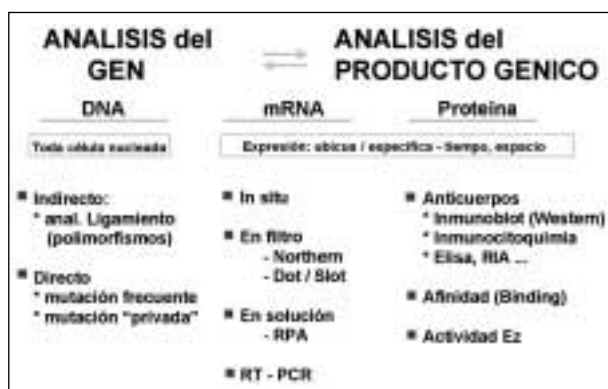 ANALISIS del
GEN
ANALISIS del
PRODUCTO GENICO
DNA
mRNA
Proteína
Toda célula nucleada
Expresión: ubicua / específica - tiempo, espacio
Indirecto:
* anal. Ligamiento
(polimorfismos)
Directo
* mutación frecuente
* mutación "privada"
In situ
En filtro
- Northern
- Dot / Slot
En solución
- RPA
RT - PCR
Anticuerpos
* Inmunoblot (Western)
* Inmunocitoquimia
* Elisa, RIA ...
Afinidad (Binding)
Actividad Ez